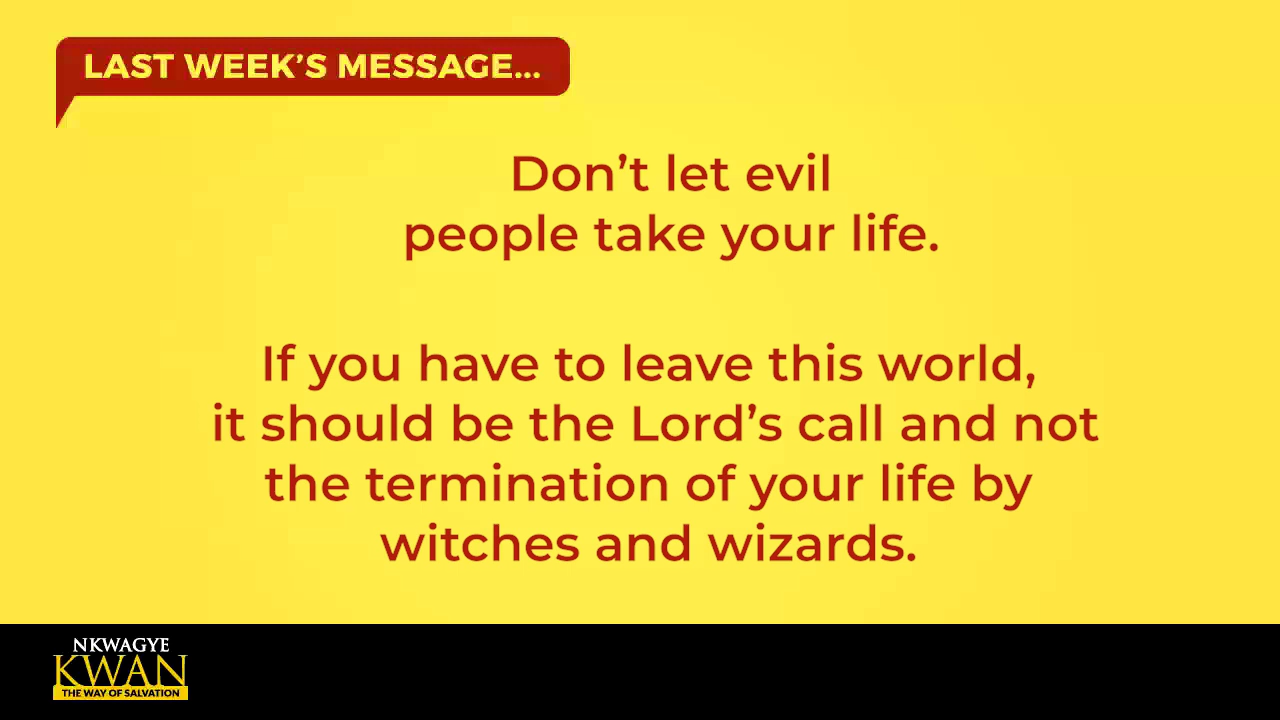 LAST WEEK’S MESSAGE...
Don’t let evil
people take your life.
If you have to leave this world,
it should be the Lord’s call and not
the termination of your life by
witches and wizards.
NKWAGYE
KWAN
THE WAY OF SALVATION